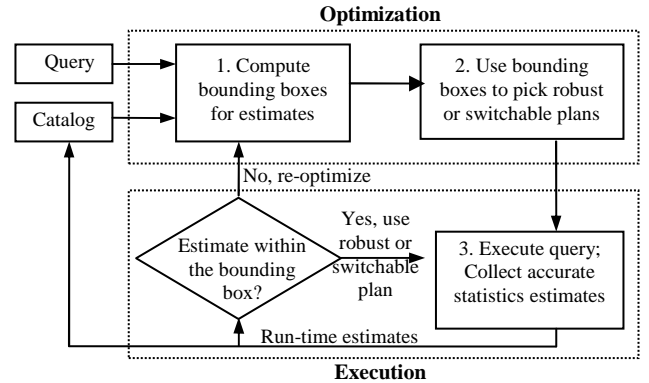 Optimization
Query
Catalog
1. Compute
bounding boxes
for estimates
2. Use bounding
boxes to pick robust
or switchable plans
No, re-optimize
Estimate within
the bounding
box?
Yes, use
robust or
switchable
plan
3. Execute query;
Collect accurate
statistics estimates
Run-time estimates
Execution